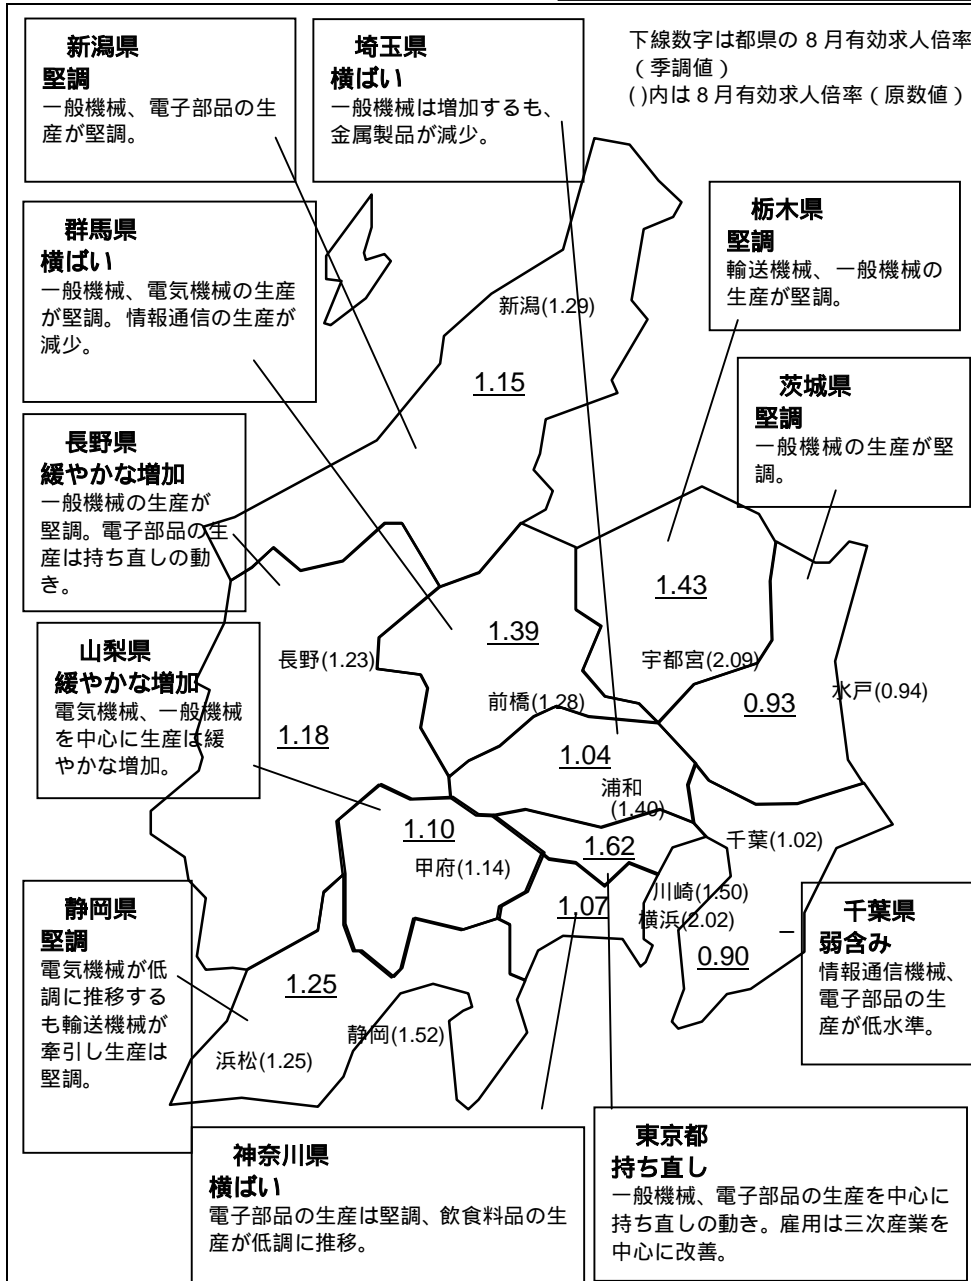 新潟県
堅調
一般機械、電子部品の生
産が堅調。
埼玉県
横ばい
一般機械は増加するも、
金属製品が減少。
下線数字は都県の８月有効求人倍率
（季調値）
( )内は８月有効求人倍率（原数値）
群馬県
横ばい
一般機械、電気機械の生産
が堅調。情報通信の生産が
減少。
栃木県
堅調
輸送機械、一般機械の
生産が堅調。
新潟(1.29)
1.15
茨城県
堅調
一般機械の生産が堅
調。
長野県
緩やかな増加
一般機械の生産が
堅調。電子部品の生
産は持ち直しの動
き。
1.43
1.39
山梨県
緩やかな増加
電気機械、一般機械
を中心に生産は緩
やかな増加。
長野(1.23)
宇都宮(2.09)
水戸(0.94)
前橋(1.28)
0.93
1.18
1.04
浦和
(1.40)
1.10
1.62
千葉(1.02)
甲府(1.14)
川崎(1.50)
1.07
横浜(2.02)
0.90
静岡県
堅調
電気機械が低
調に推移する
も輸送機械が
牽引し生産は
堅調。
千葉県
弱含み
情報通信機械、
電子部品の生
産が低水準。
1.25
静岡(1.52)
浜松(1.25)
神奈川県
横ばい
電子部品の生産は堅調、飲食料品の生
産が低調に推移。
東京都
持ち直し
一般機械、電子部品の生産を中心に
持ち直しの動き。雇用は三次産業を
中心に改善。